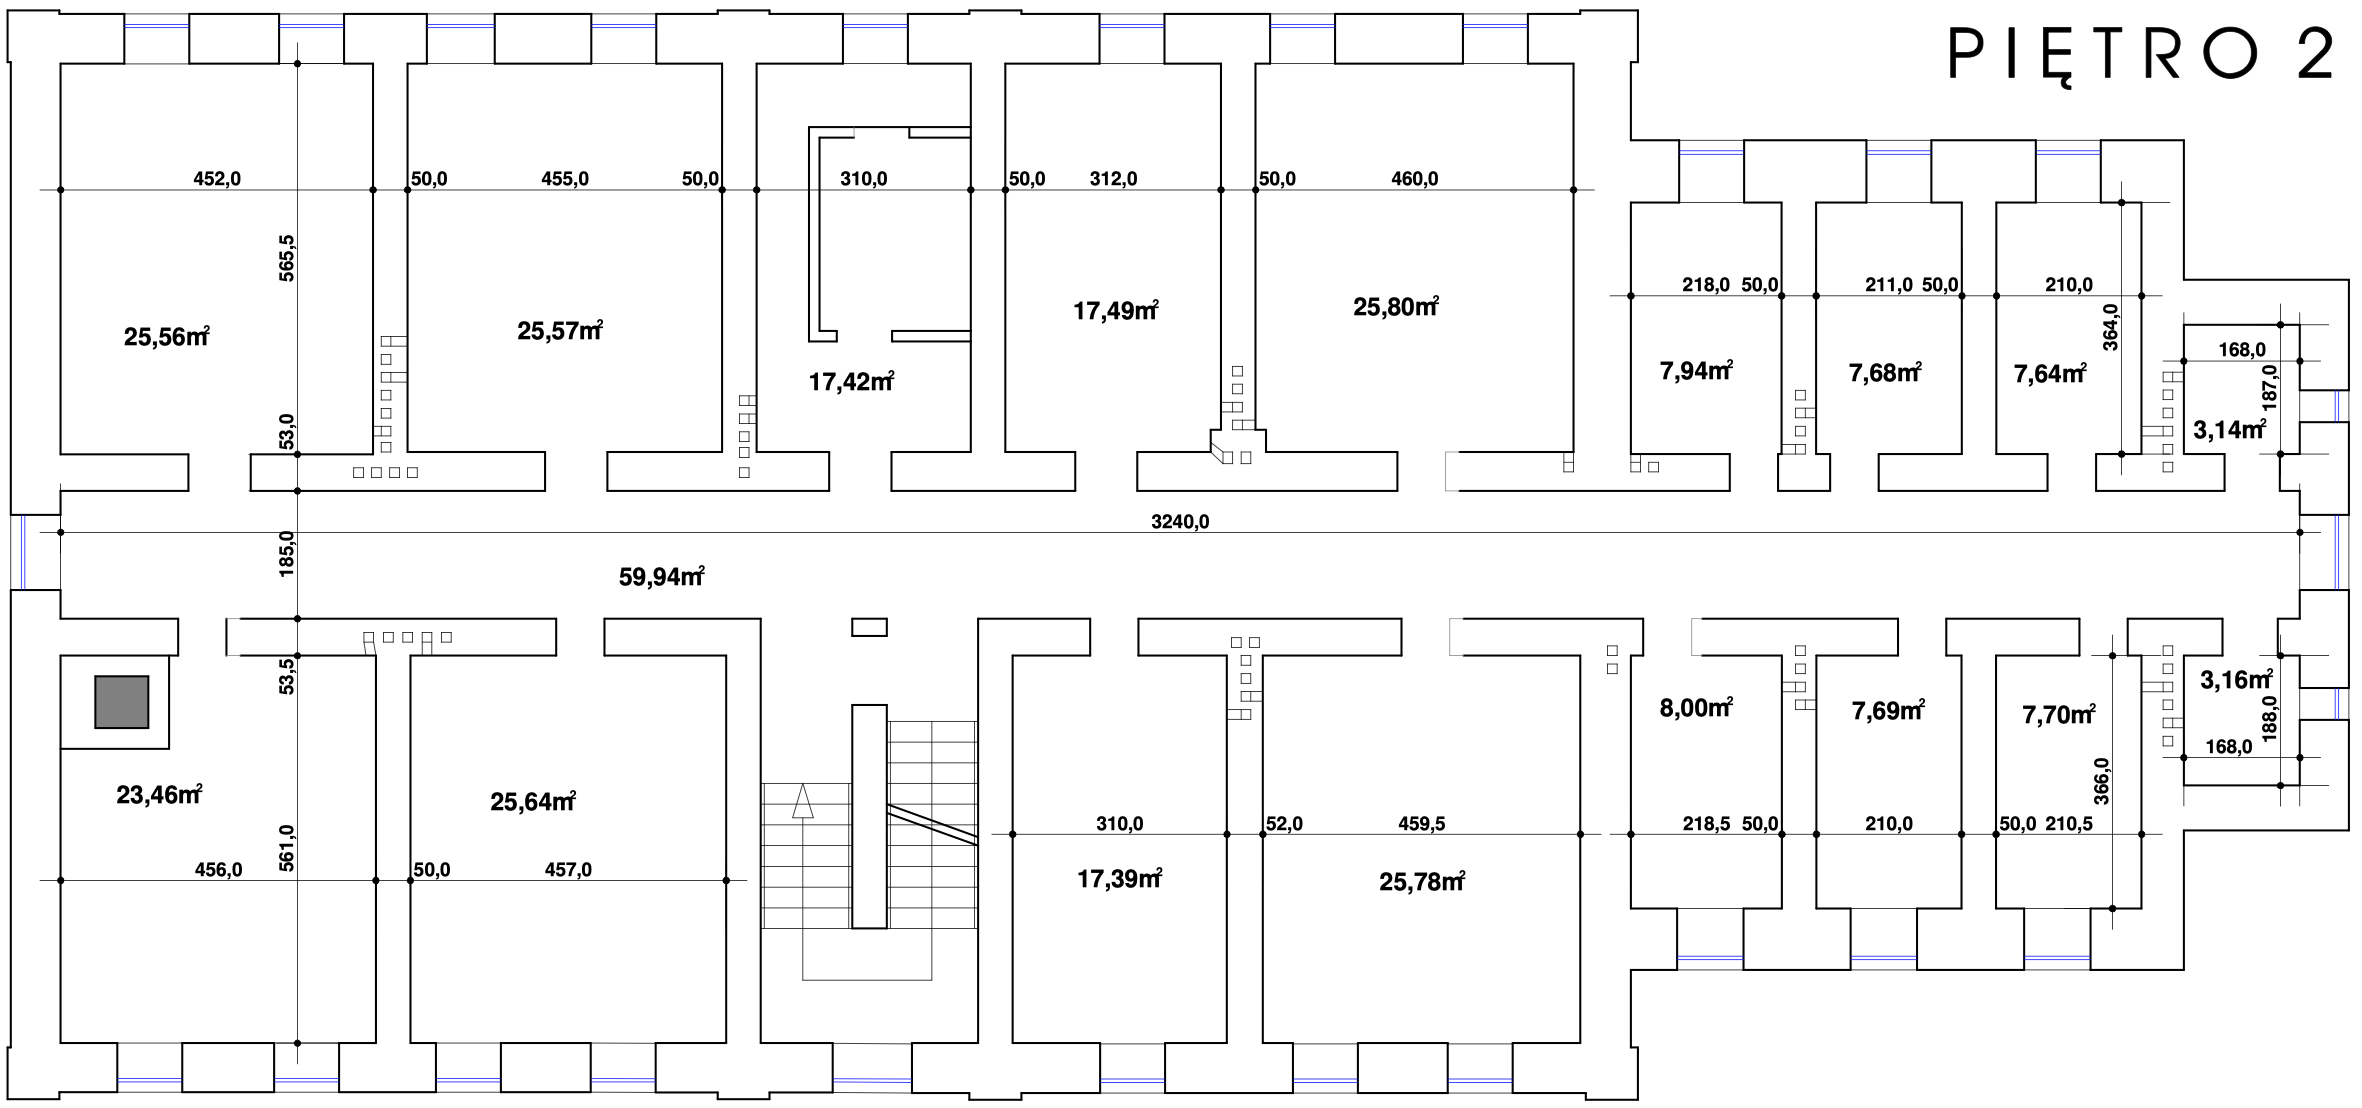 PIĘTRO 2
452,0
50,0
455,0
50,0
310,0
50,0
312,0
50,0
460,0
565,5
218,0
50,0
211,0
50,0
210,0
364,0
168,0
187,0
25,56m²
25,57m²
17,42m²
17,49m²
25,80m²
7,94m²
7,68m²
7,64m²
3,14m²
53,0
3240,0
185,0
59,94m²
53,5
23,46m²
25,64m²
17,39m²
25,78m²
8,00m²
7,69m²
7,70m²
3,16m²
188,0
168,0
366,0
561,0
456,0
50,0
457,0
310,0
52,0
459,5
218,5
50,0
210,0
50,0
210,5